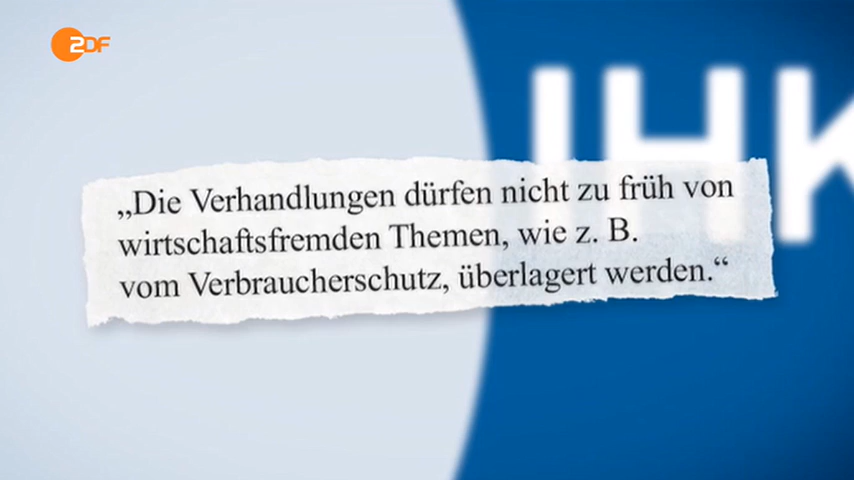 ZDF
IHK
„Die Verhandlungen dürfen nicht zu früh von
wirtschaftsfremden Themen, wie z. B.
vom Verbraucherschutz, überlagert werden.“